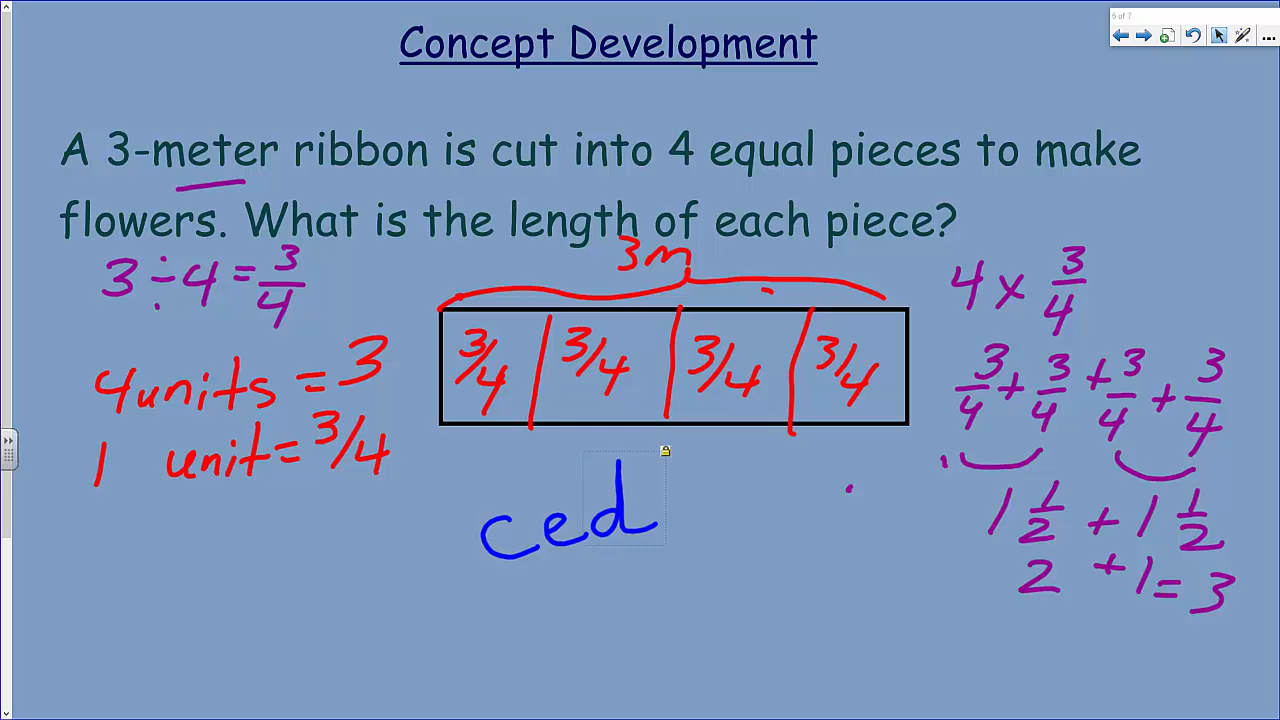 6 of 7
Concept Development
A 3-meter ribbon is cut into 4 equal pieces to make
flowers. What is the length of each piece?
3 ÷ 4 = 3/4
4 units = 3
1 unit = 3/4
3m
3/4 3/4 3/4 3/4
ced
4 x 3/4
3/4 + 3/4 + 3/4 + 3/4
1 1/2 + 1 1/2
2 + 1 = 3